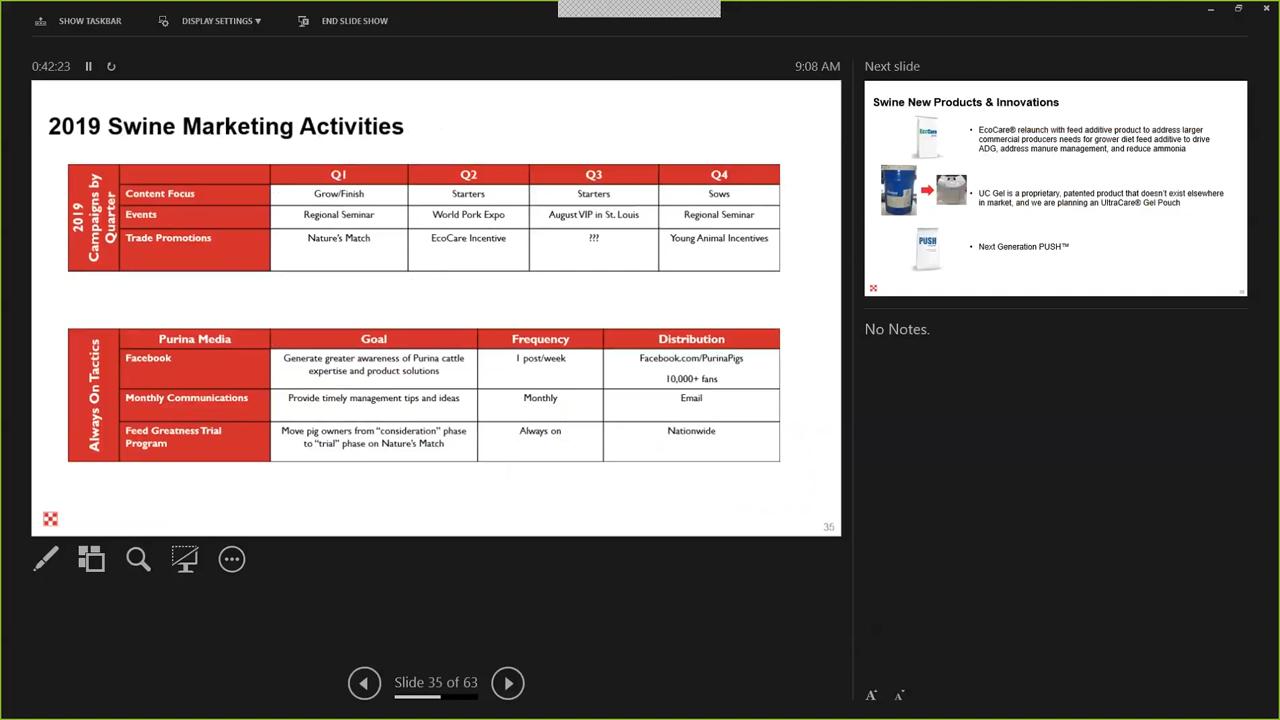 SHOW TASKBAR
DISPLAY SETTINGS ▼
END SLIDE SHOW
0:42:23
9:08 AM
2019 Swine Marketing Activities
2019
Campaigns by
Quarter
Q1 Q2 Q3 Q4
Content Focus Grow/Finish Starters Starters Sows
Events Regional Seminar World Pork Expo August VIP in St. Louis Regional Seminar
Trade Promotions Nature's Match EcoCare Incentive ??? Young Animal Incentives
Always On Tactics
Purina Media Goal Frequency Distribution
Facebook Generate greater awareness of Purina cattle 1 post/week Facebook.com/PurinaPigs
expertise and product solutions
10,000+ fans
Monthly Communications Provide timely management tips and ideas Monthly Email
Feed Greatness Trial Move pig owners from “consideration” phase Always on Nationwide
Program to “trial” phase on Nature's Match
35
Slide 35 of 63
Next slide
Swine New Products & Innovations
EcoCare
• EcoCare® relaunch with feed additive product to address larger
commercial producers needs for grower diet feed additive to drive
ADG, address manure management, and reduce ammonia
• UC Gel is a proprietary, patented product that doesn't exist elsewhere
in market, and we are planning an UltraCare® Gel Pouch
PUSH
• Next Generation PUSH™
No Notes.
A A